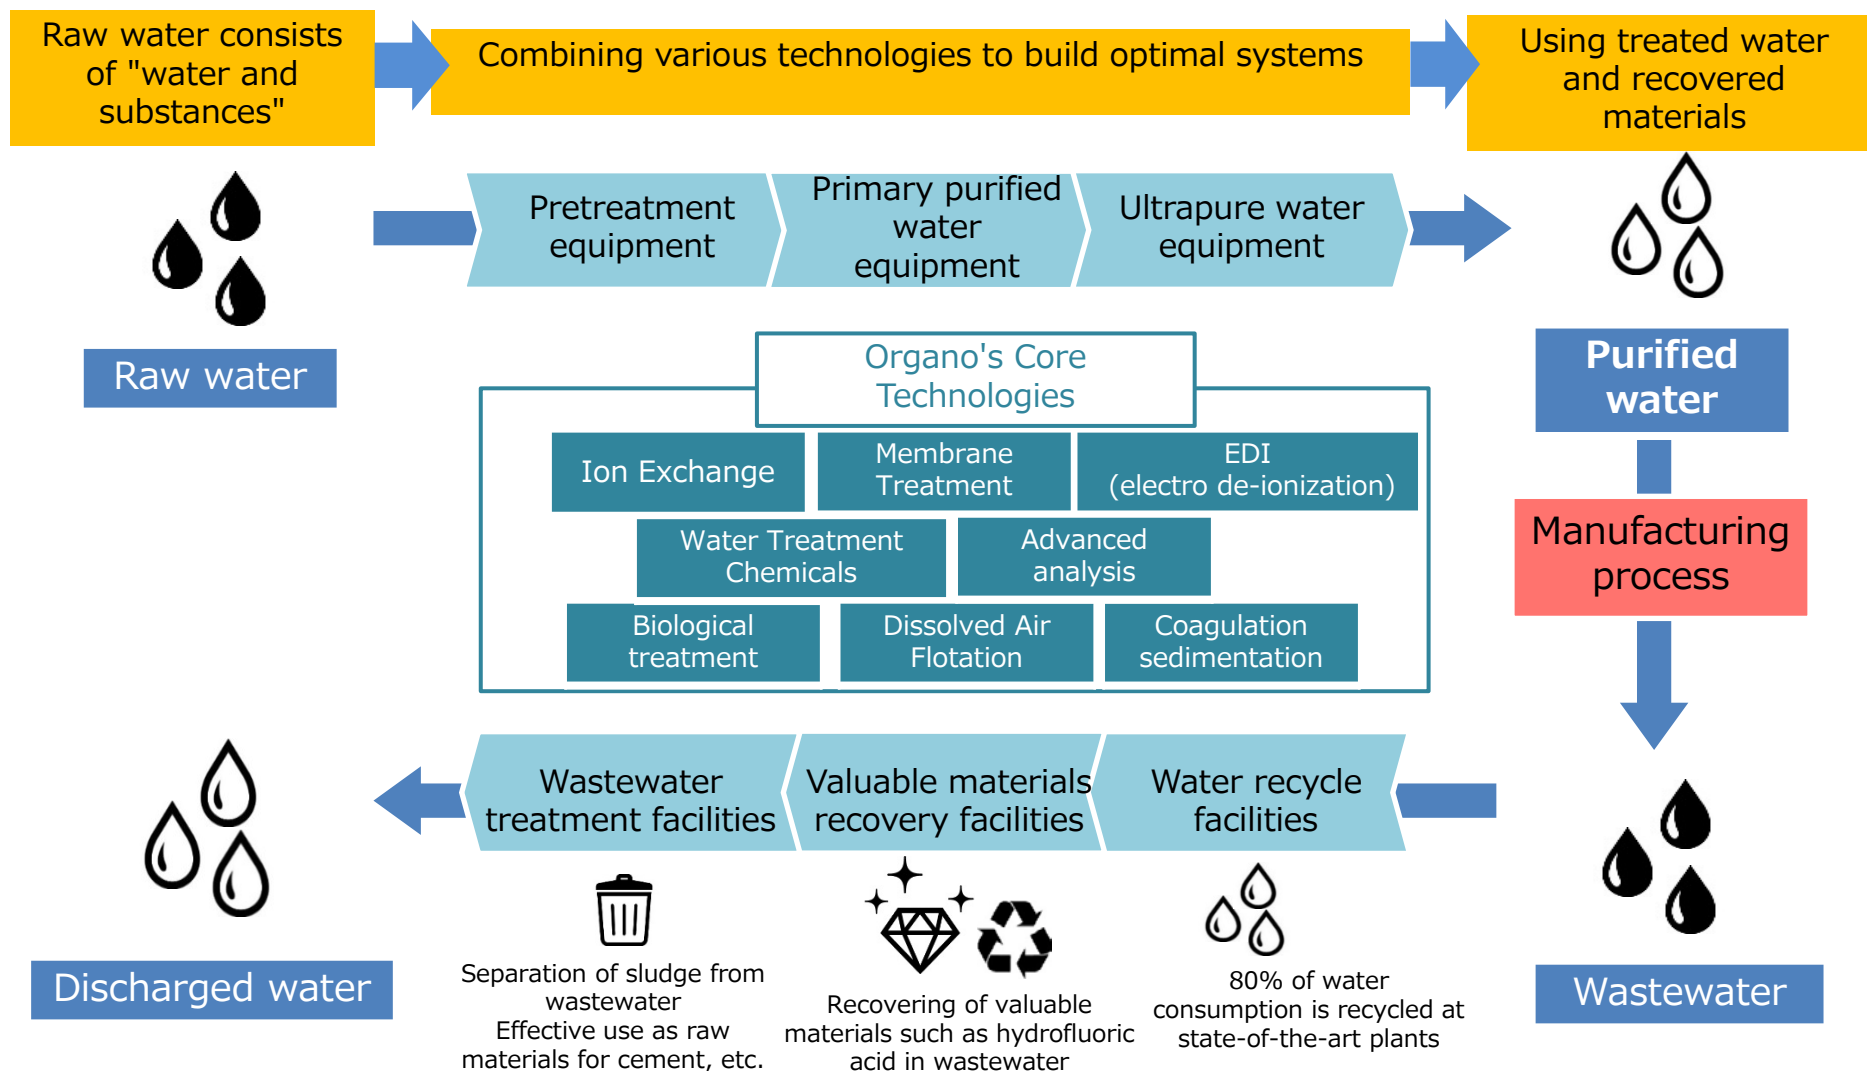 Raw water consists
of "water and
substances"
Combining various technologies to build optimal systems
Using treated water
and recovered
materials
Pretreatment
equipment
Primary purified
water
equipment
Ultrapure water
equipment
Raw water
Purified
water
Organo's Core
Technologies
Ion Exchange
Membrane
Treatment
EDI
(electro de-ionization)
Water Treatment
Chemicals
Advanced
analysis
Biological
treatment
Dissolved Air
Flotation
Coagulation
sedimentation
Manufacturing
process
Wastewater
treatment facilities
Valuable materials
recovery facilities
Water recycle
facilities
Discharged water
Separation of sludge from
wastewater
Effective use as raw
materials for cement, etc.
Recovering of valuable
materials such as hydrofluoric
acid in wastewater
80% of water
consumption is recycled at
state-of-the-art plants
Wastewater